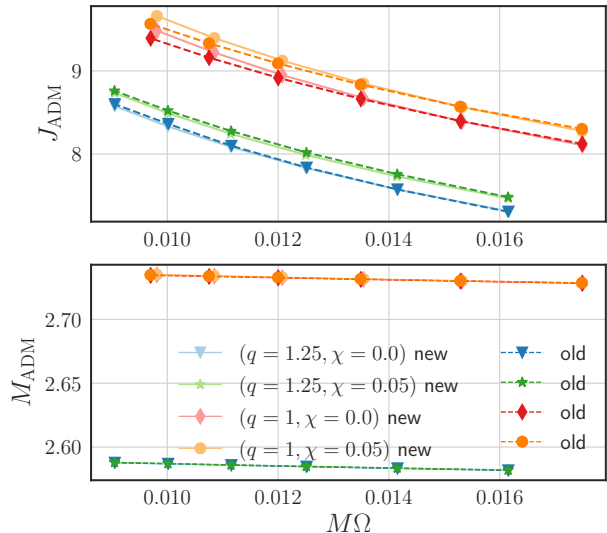 9
8
J_ADM
0.010 0.012 0.014 0.016
2.70
2.65
2.60
M_ADM
(q = 1.25, χ = 0.0) new old
(q = 1.25, χ = 0.05) new old
(q = 1, χ = 0.0) new old
(q = 1, χ = 0.05) new old
0.010 0.012 0.014 0.016
MΩ